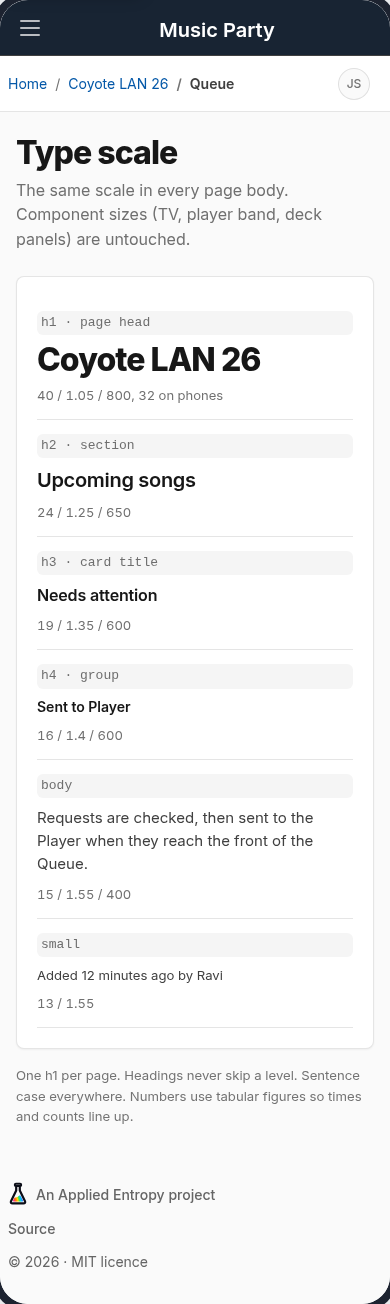 Music Party
Home / Coyote LAN 26 / Queue
JS
Type scale
The same scale in every page body.
Component sizes (TV, player band, deck
panels) are untouched.
h1 · page head
Coyote LAN 26
40 / 1.05 / 800, 32 on phones
h2 · section
Upcoming songs
24 / 1.25 / 650
h3 · card title
Needs attention
19 / 1.35 / 600
h4 · group
Sent to Player
16 / 1.4 / 600
body
Requests are checked, then sent to the
Player when they reach the front of the
Queue.
15 / 1.55 / 400
small
Added 12 minutes ago by Ravi
13 / 1.55
One h1 per page. Headings never skip a level. Sentence
case everywhere. Numbers use tabular figures so times
and counts line up.
An Applied Entropy project
Source
© 2026 · MIT licence